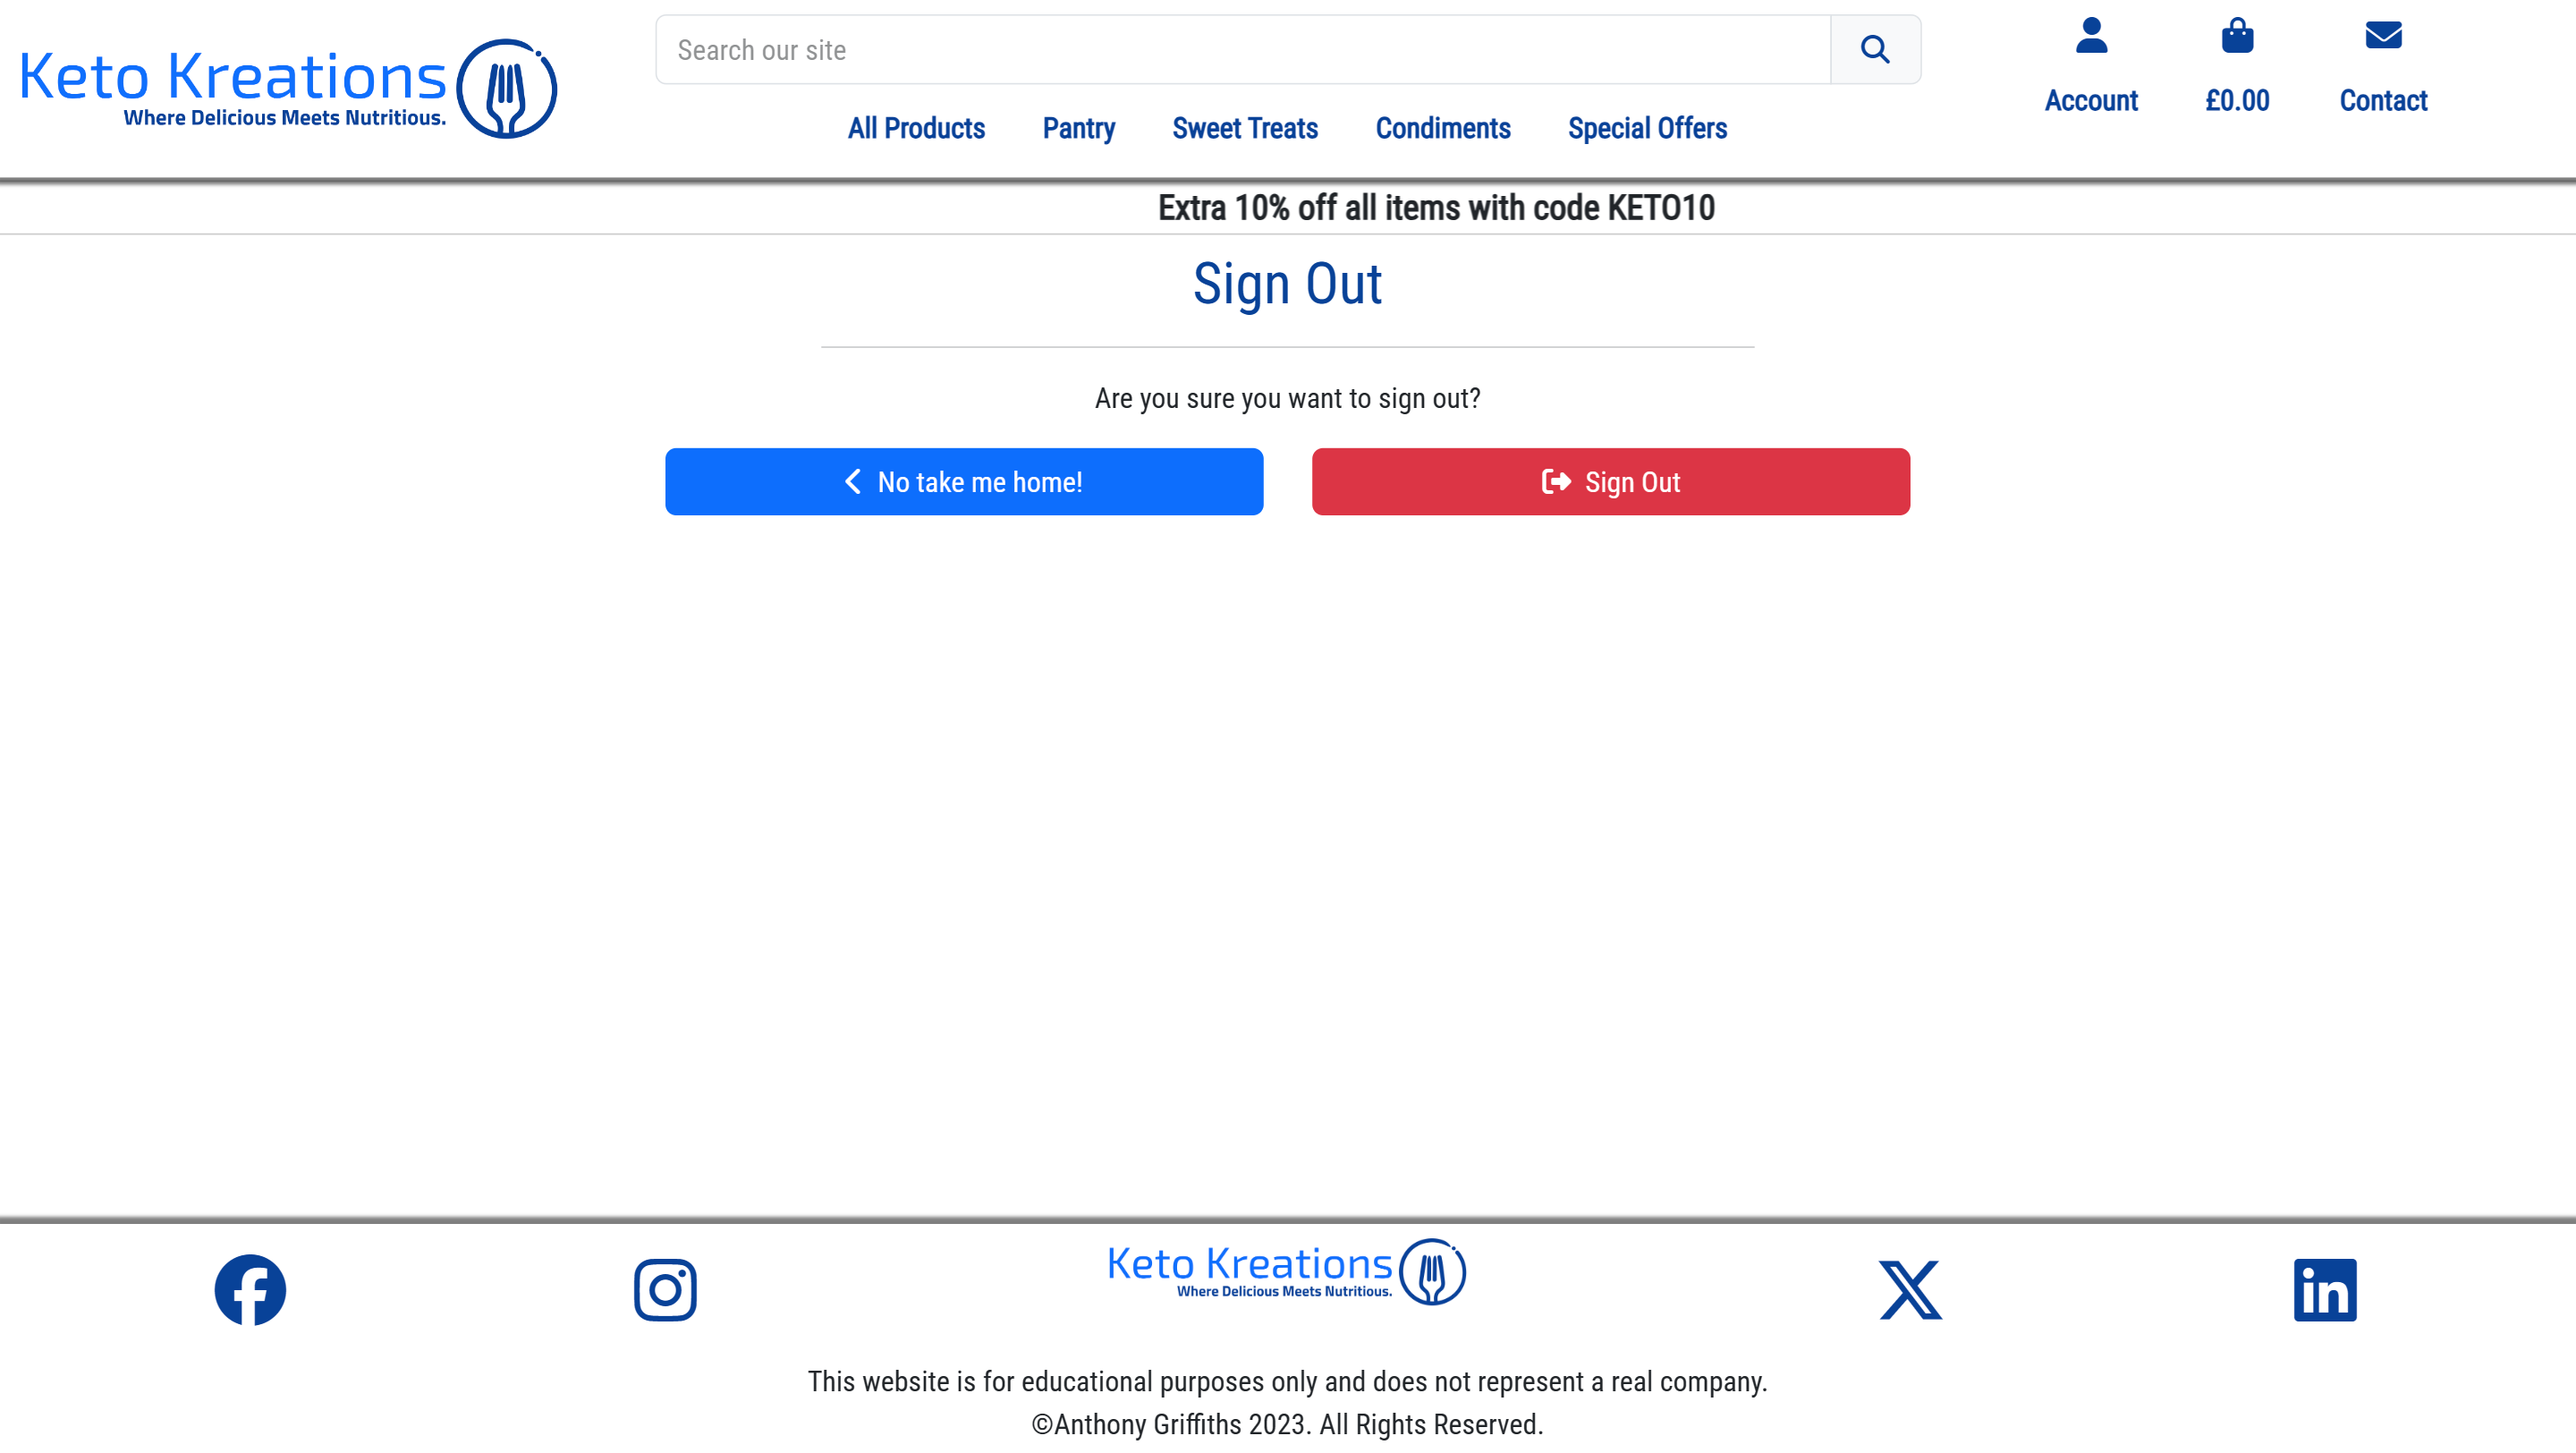 Keto Kreations
Where Delicious Meets Nutritious.
Search our site
Account
£0.00
Contact
All Products
Pantry
Sweet Treats
Condiments
Special Offers
Extra 10% off all items with code KETO10
Sign Out
Are you sure you want to sign out?
No take me home!
Sign Out
Keto Kreations
Where Delicious Meets Nutritious.
This website is for educational purposes only and does not represent a real company.
©Anthony Griffiths 2023. All Rights Reserved.